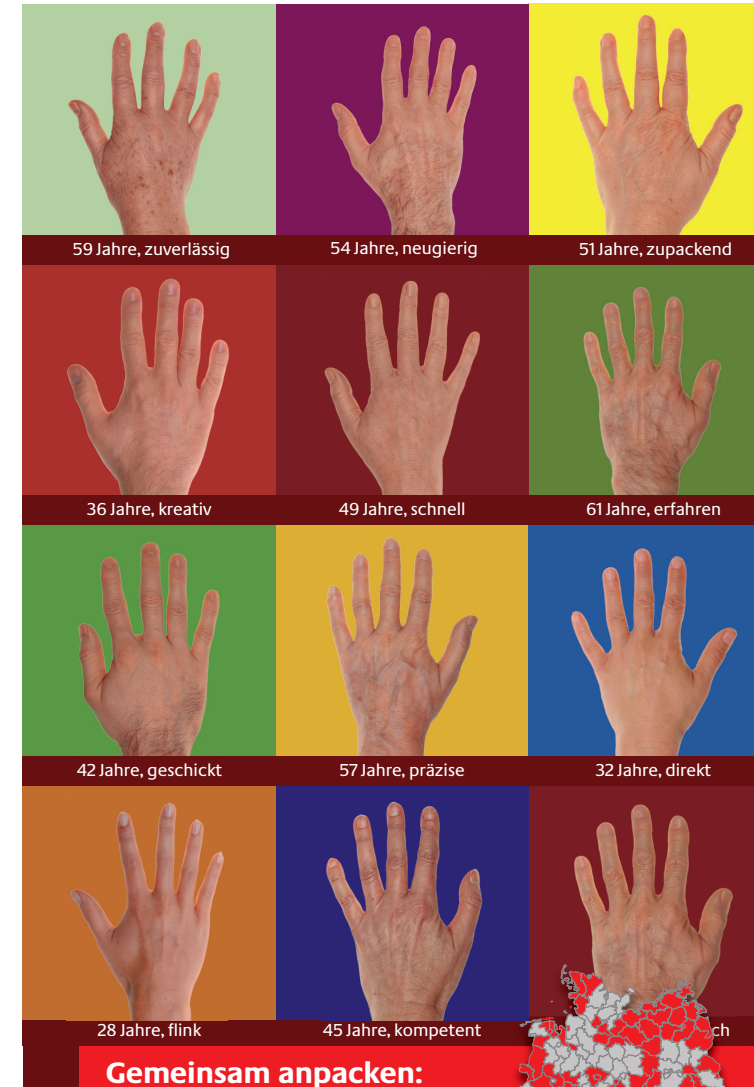 59 Jahre, zuverlässig
54 Jahre, neugierig
51 Jahre, zupackend
36 Jahre, kreativ
49 Jahre, schnell
61 Jahre, erfahren
42 Jahre, geschickt
57 Jahre, präzise
32 Jahre, direkt
28 Jahre, flink
45 Jahre, kompetent
Gemeinsam anpacken: